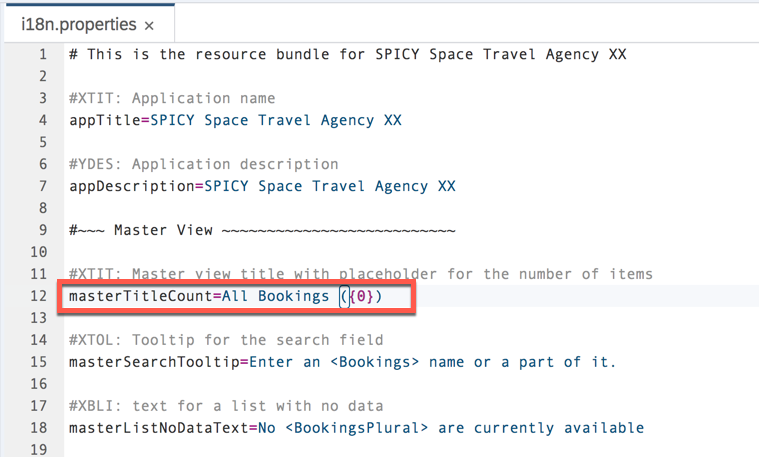 i18n.properties ×
1 # This is the resource bundle for SPICY Space Travel Agency XX
2
3 #XTIT: Application name
4 appTitle=SPICY Space Travel Agency XX
5
6 #YDES: Application description
7 appDescription=SPICY Space Travel Agency XX
8
9 #~~~ Master View ~~~~~~~~~~~~~~~~~~~~~~~~~~
10
11 #XTIT: Master view title with placeholder for the number of items
12 masterTitleCount=All Bookings ({0})
13
14 #XTOL: Tooltip for the search field
15 masterSearchTooltip=Enter an <Bookings> name or a part of it.
16
17 #XBLI: text for a list with no data
18 masterListNoDataText=No <BookingsPlural> are currently available
19